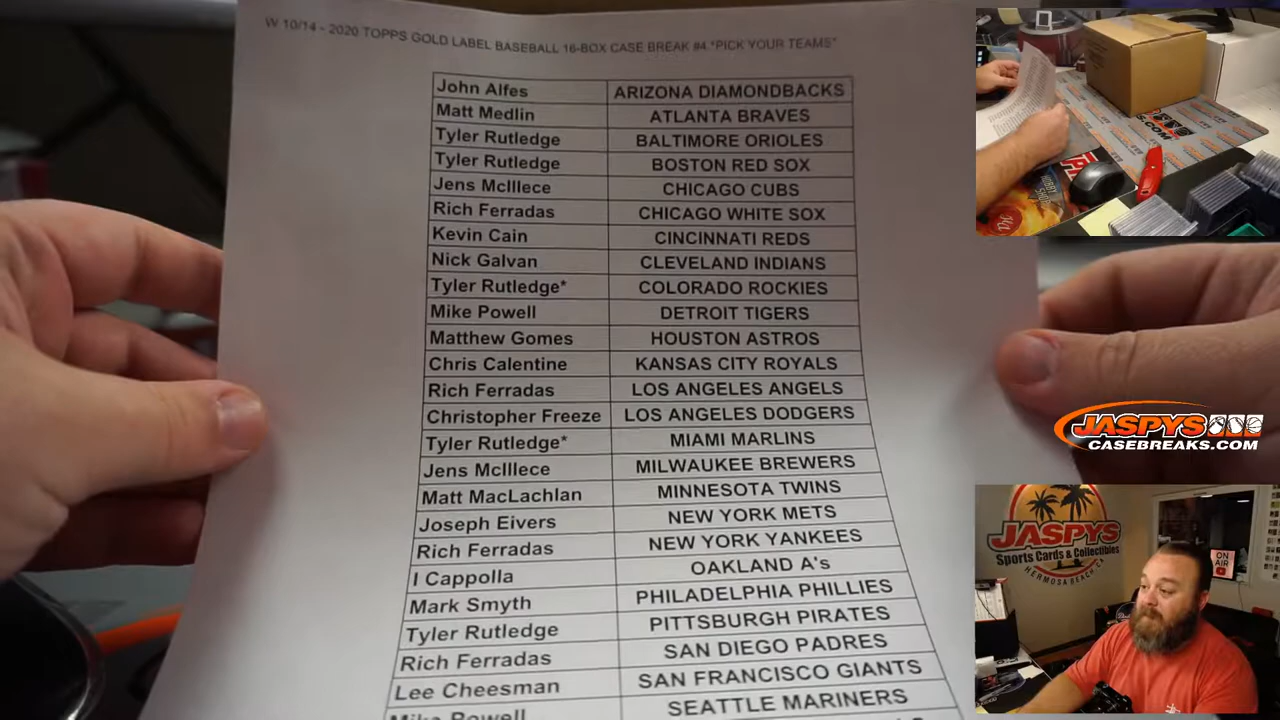 W 10/14 - 2020 TOPPS GOLD LABEL BASEBALL 16-BOX CASE BREAK #4 *PICK YOUR TEAMS*
John Alfes ARIZONA DIAMONDBACKS
Matt Medlin ATLANTA BRAVES
Tyler Rutledge BALTIMORE ORIOLES
Tyler Rutledge BOSTON RED SOX
Jens McIllece CHICAGO CUBS
Rich Ferradas CHICAGO WHITE SOX
Kevin Cain CINCINNATI REDS
Nick Galvan CLEVELAND INDIANS
Tyler Rutledge* COLORADO ROCKIES
Mike Powell DETROIT TIGERS
Matthew Gomes HOUSTON ASTROS
Chris Calentine KANSAS CITY ROYALS
Rich Ferradas LOS ANGELES ANGELS
Christopher Freeze LOS ANGELES DODGERS
Tyler Rutledge* MIAMI MARLINS
Jens McIllece MILWAUKEE BREWERS
Matt MacLachlan MINNESOTA TWINS
Joseph Eivers NEW YORK METS
Rich Ferradas NEW YORK YANKEES
I Cappolla OAKLAND A's
Mark Smyth PHILADELPHIA PHILLIES
Tyler Rutledge PITTSBURGH PIRATES
Rich Ferradas SAN DIEGO PADRES
Lee Cheesman SAN FRANCISCO GIANTS
Mike Powell SEATTLE MARINERS
JASPYS
CASEBREAKS.COM
JASPYS
Sports Cards & Collectibles
HERMOSA BEACH, CA
ON
AIR